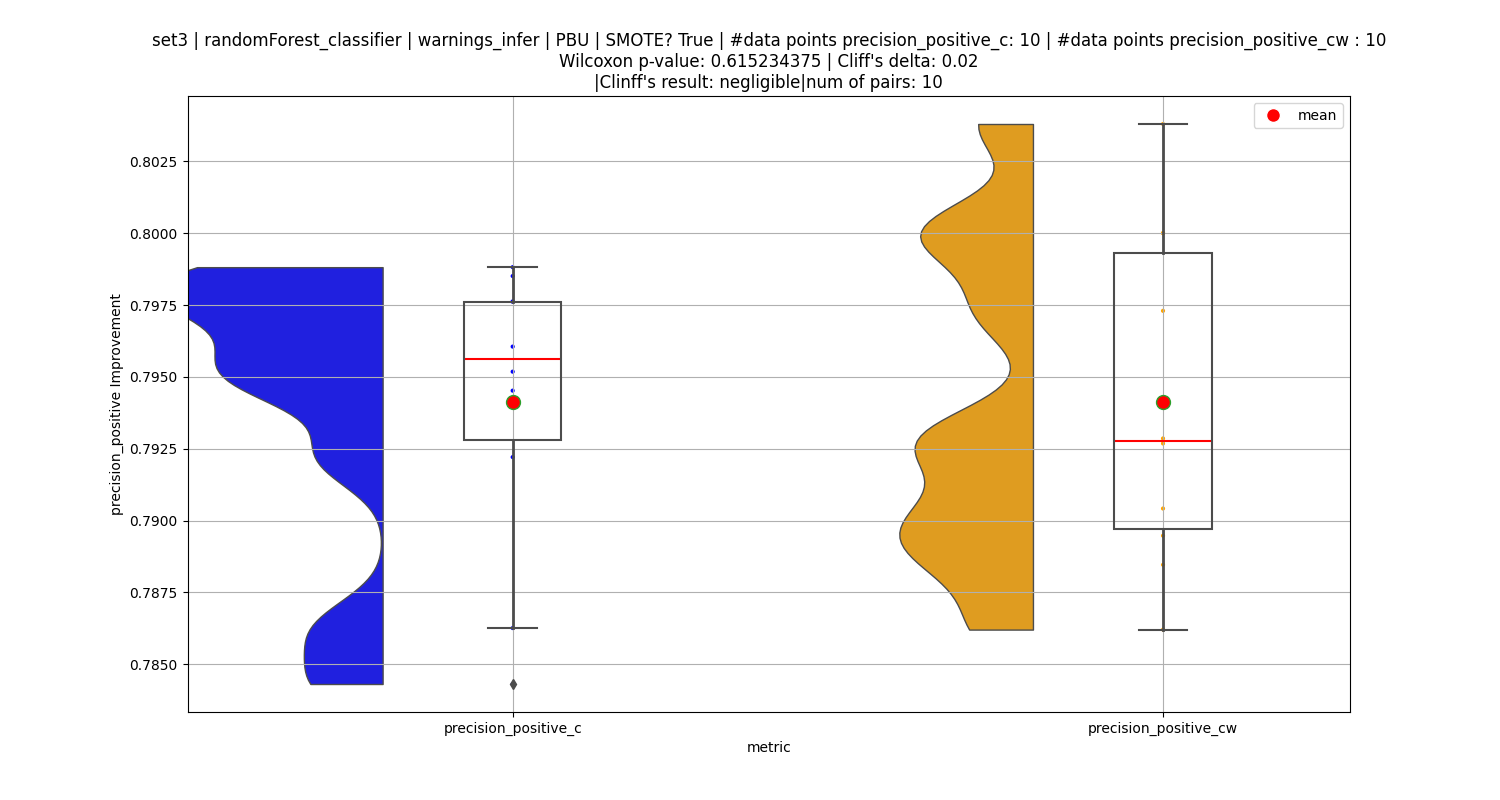 set3 | randomForest_classifier | warnings_infer | PBU | SMOTE? True | #data points precision_positive_c: 10 | #data points precision_positive_cw : 10
Wilcoxon p-value: 0.615234375 | Cliff's delta: 0.02
|Clinff's result: negligible|num of pairs: 10
mean
0.8025
0.8000
0.7975
0.7950
0.7925
0.7900
0.7875
0.7850
precision_positive Improvement
precision_positive_c
precision_positive_cw
metric